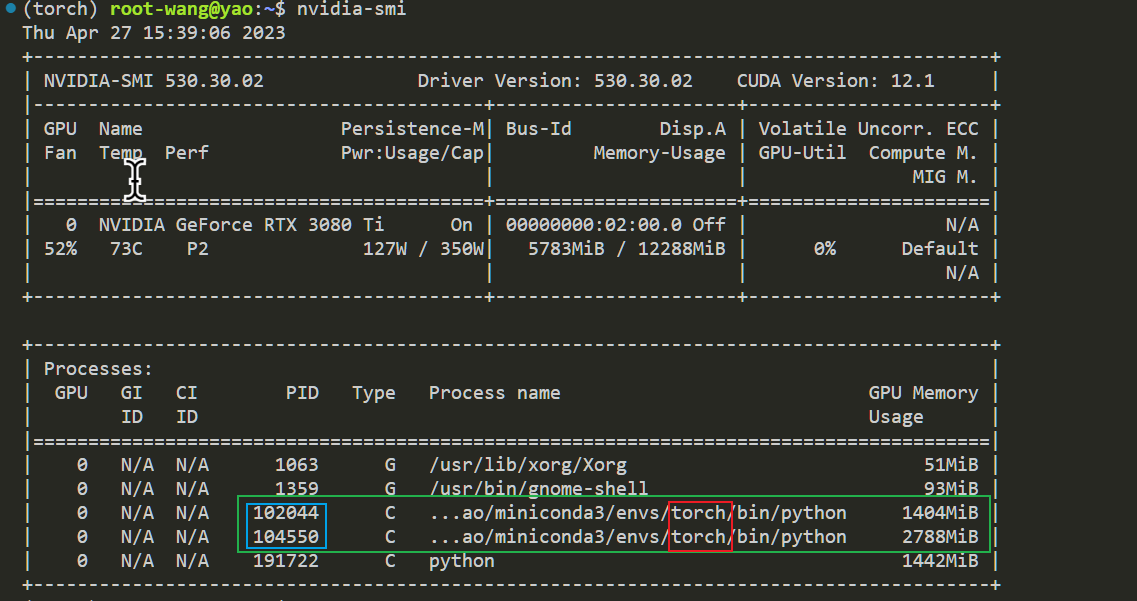 (torch) root-wang@yao:~$ nvidia-smi
Thu Apr 27 15:39:06 2023
+---------------------------------------------------------------------------------------+
| NVIDIA-SMI 530.30.02              Driver Version: 530.30.02    CUDA Version: 12.1     |
|-----------------------------------------+----------------------+----------------------+
| GPU  Name                  Persistence-M| Bus-Id        Disp.A | Volatile Uncorr. ECC |
| Fan  Temp  Perf            Pwr:Usage/Cap|         Memory-Usage | GPU-Util  Compute M. |
|                                         |                      |               MIG M. |
|=========================================+======================+======================|
|   0  NVIDIA GeForce RTX 3080 Ti      On | 00000000:02:00.0 Off |                  N/A |
| 52%   73C    P2              127W / 350W|   5783MiB / 12288MiB |      0%      Default |
|                                         |                      |                  N/A |
+-----------------------------------------+----------------------+----------------------+
+---------------------------------------------------------------------------------------+
| Processes:                                                                            |
|  GPU   GI   CI        PID   Type   Process name                            GPU Memory |
|        ID   ID                                                             Usage      |
|=======================================================================================|
|    0   N/A  N/A      1063      G   /usr/lib/xorg/Xorg                           51MiB |
|    0   N/A  N/A      1359      G   /usr/bin/gnome-shell                         93MiB |
|    0   N/A  N/A    102044      C   ...ao/miniconda3/envs/torch/bin/python     1404MiB |
|    0   N/A  N/A    104550      C   ...ao/miniconda3/envs/torch/bin/python     2788MiB |
|    0   N/A  N/A    191722      C   python                                     1442MiB |
+---------------------------------------------------------------------------------------+